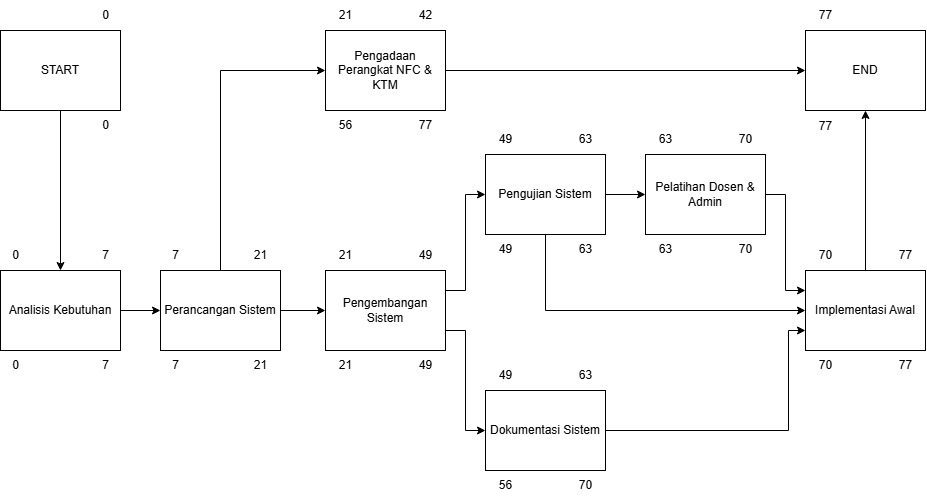 0
START
0
21 42
Pengadaan
Perangkat NFC &
KTM
56 77
77
END
77
49 63
Pengujian Sistem
49 63
63 70
Pelatihan Dosen &
Admin
63 70
0 7
Analisis Kebutuhan
0 7
7 21
Perancangan Sistem
7 21
21 49
Pengembangan
Sistem
21 49
70 77
Implementasi Awal
70 77
49 63
Dokumentasi Sistem
56 70